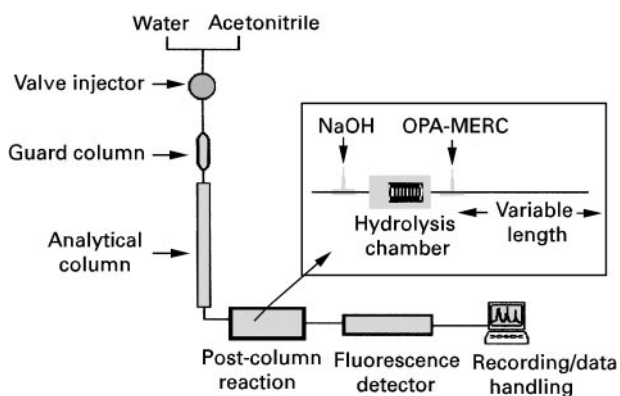 Water Acetonitrile
Valve injector
Guard column
Analytical
column
NaOH OPA-MERC
Hydrolysis
chamber
Variable
length
Post-column
reaction
Fluorescence
detector
Recording/data
handling